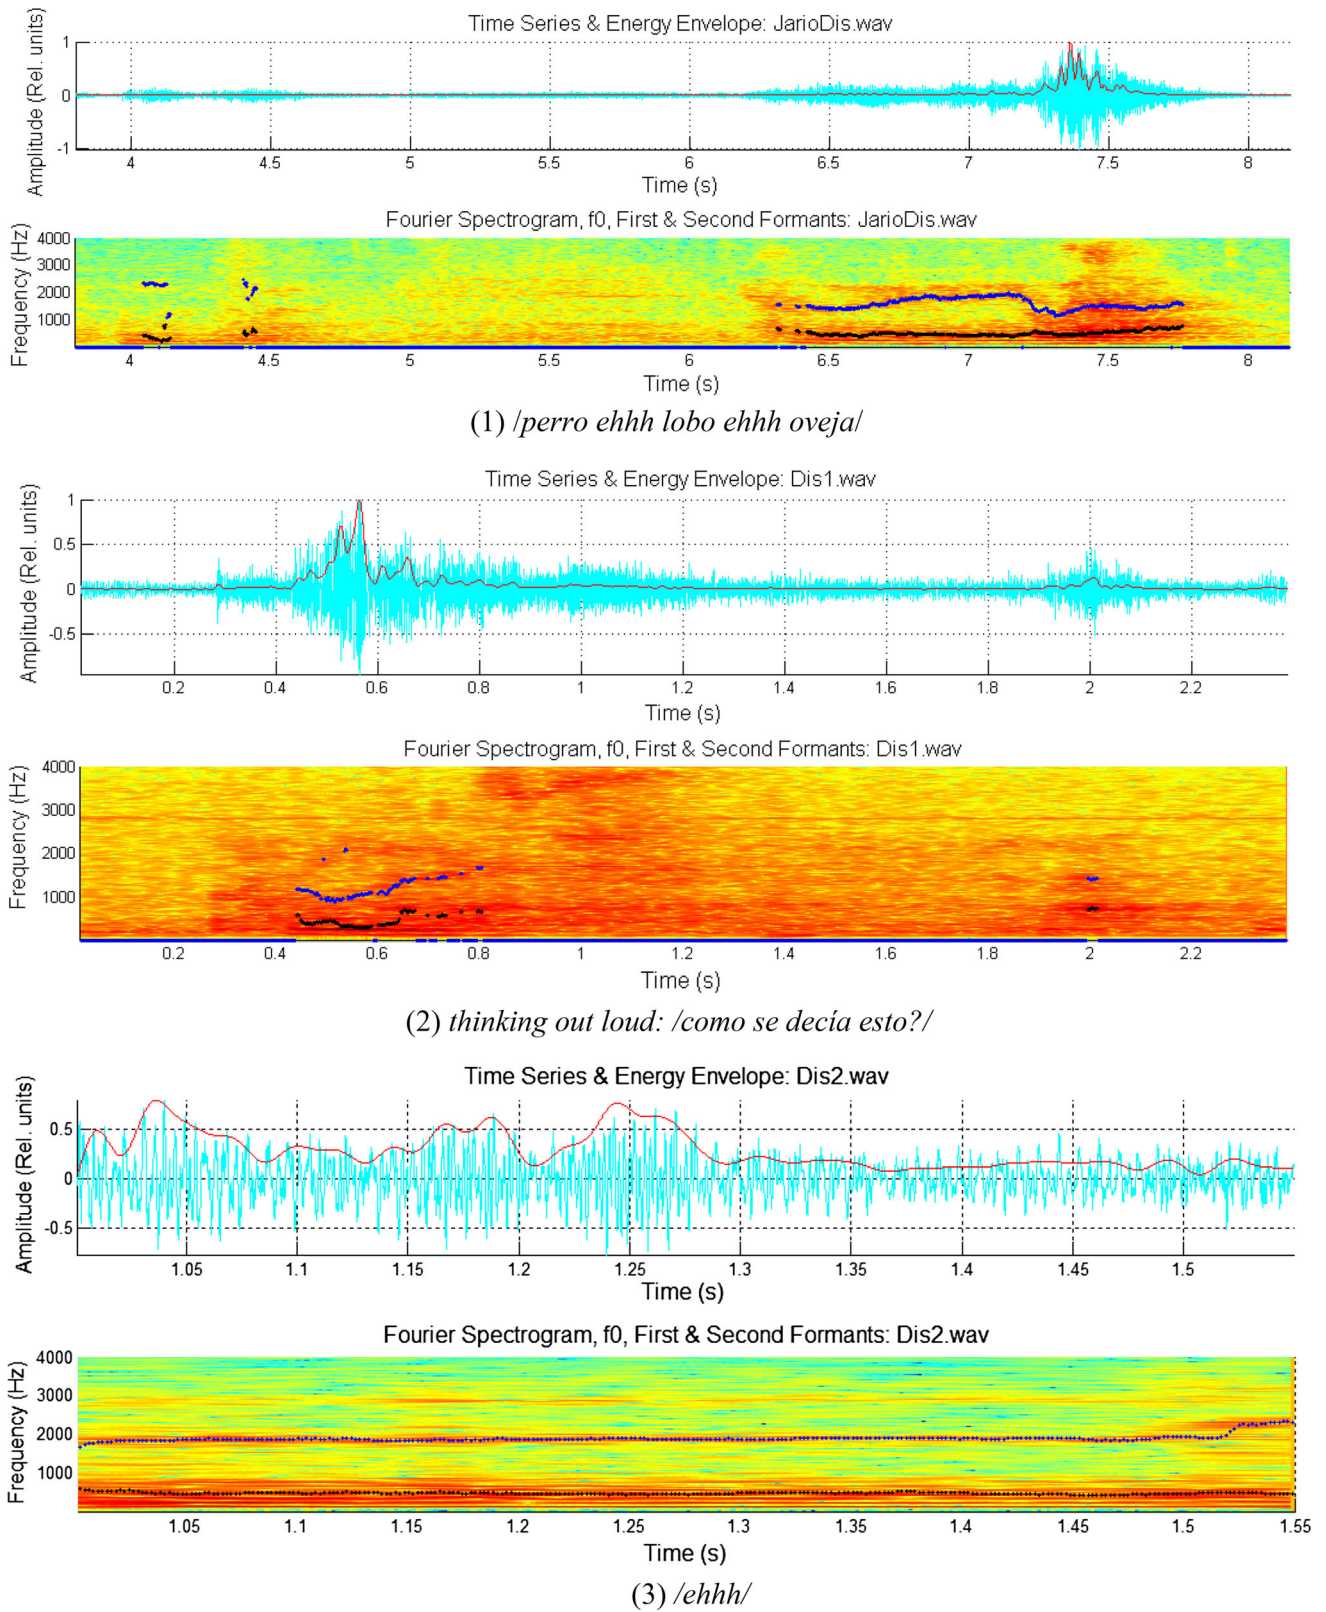 Time Series & Energy Envelope: JarioDis.wav
Amplitude (Rel. units)
1
0
-1
4 4.5 5 5.5 6 6.5 7 7.5 8
Time (s)
Fourier Spectrogram, f0, First & Second Formants: JarioDis.wav
Frequency (Hz)
4000
3000
2000
1000
4 4.5 5 5.5 6 6.5 7 7.5 8
Time (s)
(1) /perro ehhh lobo ehhh oveja/
Time Series & Energy Envelope: Dis1.wav
Amplitude (Rel. units)
1
0.5
0
-0.5
0.2 0.4 0.6 0.8 1 1.2 1.4 1.6 1.8 2 2.2
Time (s)
Fourier Spectrogram, f0, First & Second Formants: Dis1.wav
Frequency (Hz)
4000
3000
2000
1000
0.2 0.4 0.6 0.8 1 1.2 1.4 1.6 1.8 2 2.2
Time (s)
(2) thinking out loud: /como se decía esto?/
Time Series & Energy Envelope: Dis2.wav
Amplitude (Rel. units)
0.5
0
-0.5
1.05 1.1 1.15 1.2 1.25 1.3 1.35 1.4 1.45 1.5
Time (s)
Fourier Spectrogram, f0, First & Second Formants: Dis2.wav
Frequency (Hz)
4000
3000
2000
1000
1.05 1.1 1.15 1.2 1.25 1.3 1.35 1.4 1.45 1.5 1.55
Time (s)
(3) /ehhh/